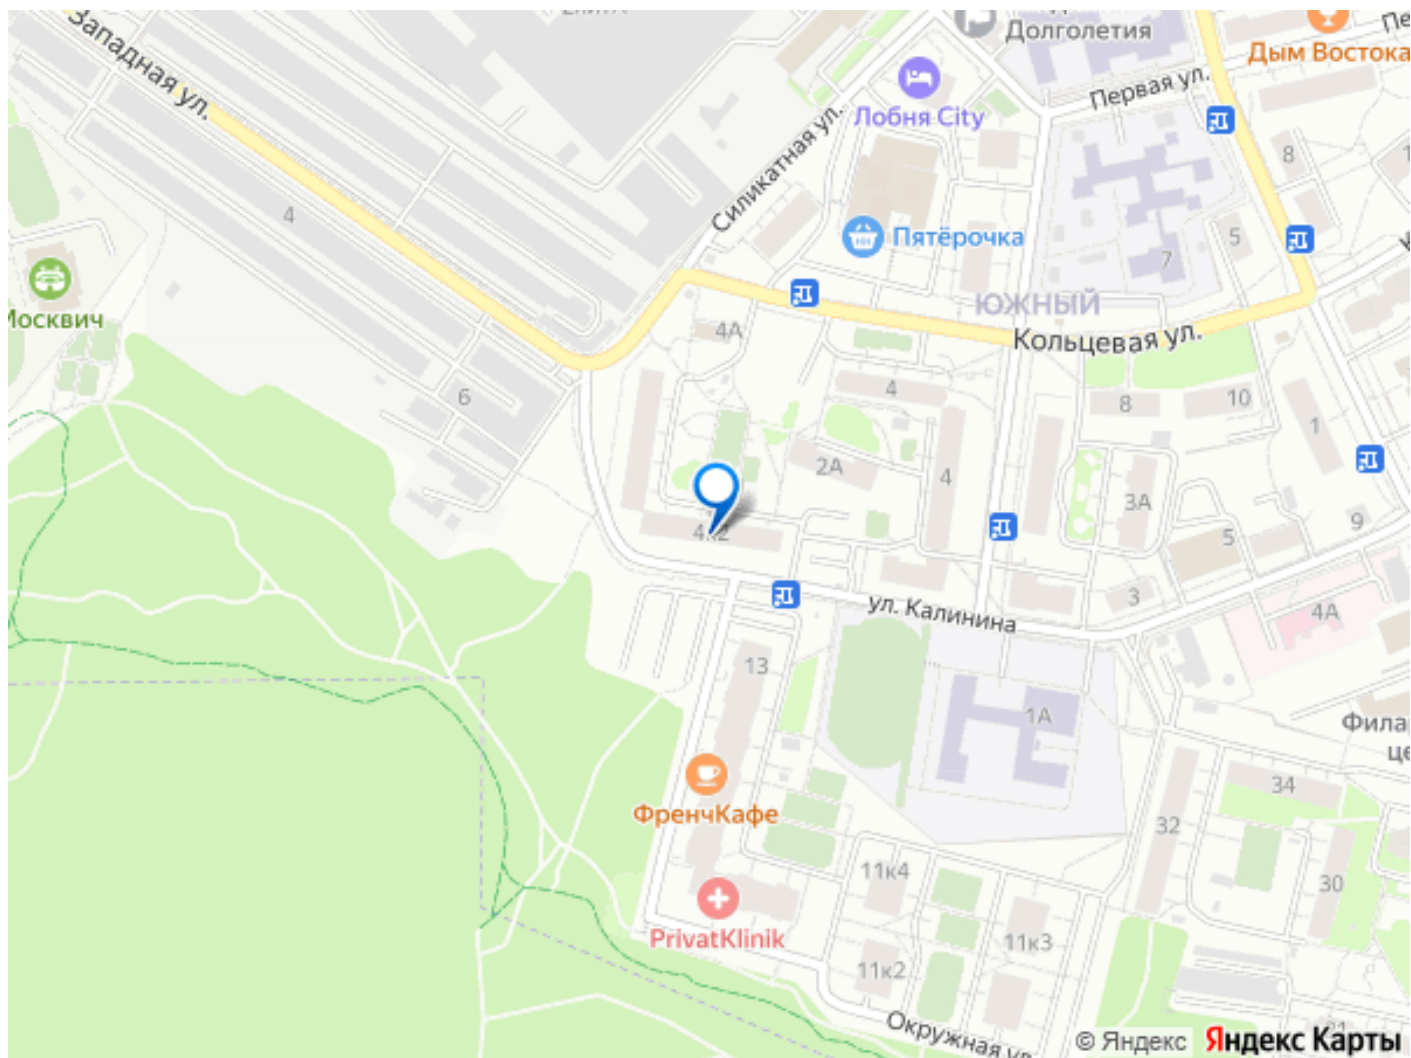 Западная ул.
Долголетия
Дым Востока
Первая ул.
Лобня City
Силикатная ул.
8
4
Пятёрочка
5
7
Москвич
ЮЖНЫЙ
4А
Кольцевая ул.
6
4
8
10
1
2А
4
3А
4к2
9
5
ул. Калинина
3
4А
13
1А
34
ФренчКафе
32
11к4
30
PrivatKlinik
11к3
11к2
Окружная ул.
© Яндекс
Яндекс Карты